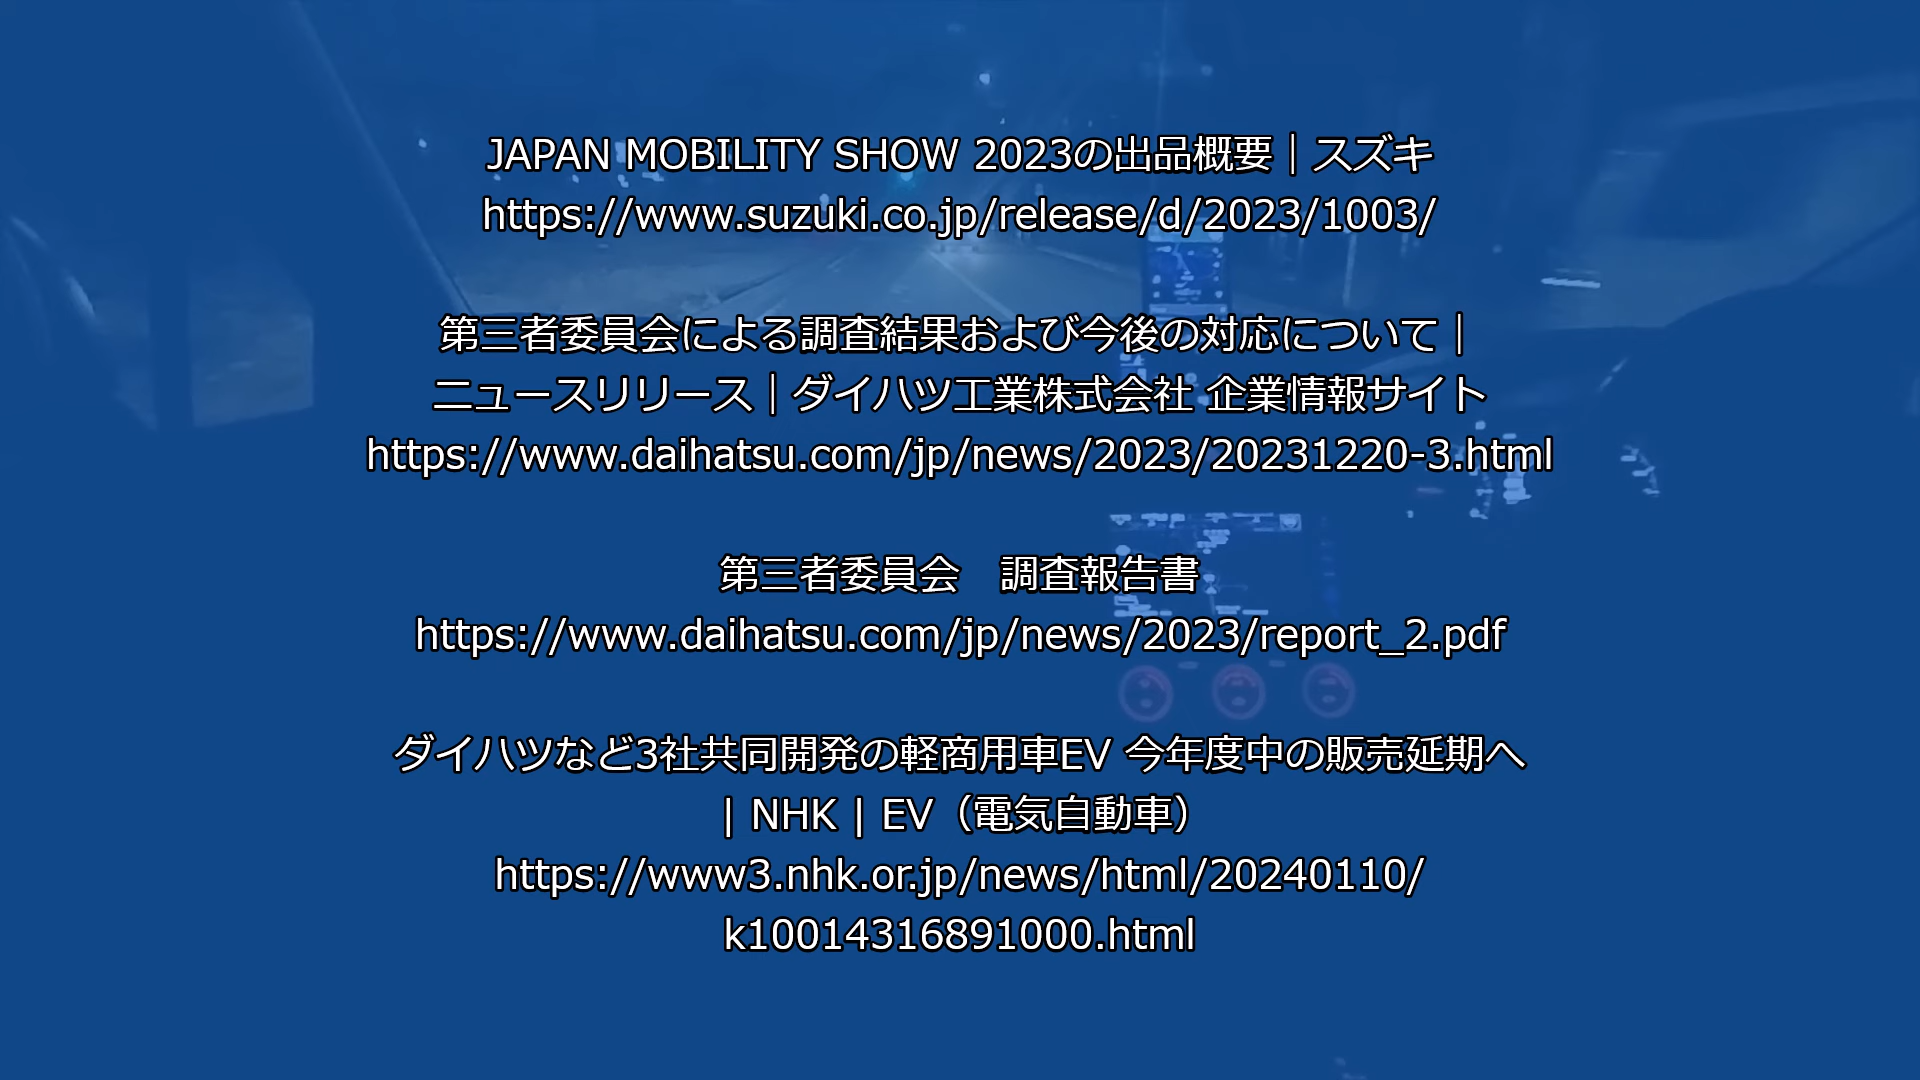 JAPAN MOBILITY SHOW 2023の出品概要｜スズキ
https://www.suzuki.co.jp/release/d/2023/1003/
第三者委員会による調査結果および今後の対応について｜
ニュースリリース｜ダイハツ工業株式会社 企業情報サイト
https://www.daihatsu.com/jp/news/2023/20231220-3.html
第三者委員会　調査報告書
https://www.daihatsu.com/jp/news/2023/report_2.pdf
ダイハツなど3社共同開発の軽商用車EV 今年度中の販売延期へ
| NHK | EV（電気自動車）
https://www3.nhk.or.jp/news/html/20240110/
k10014316891000.html